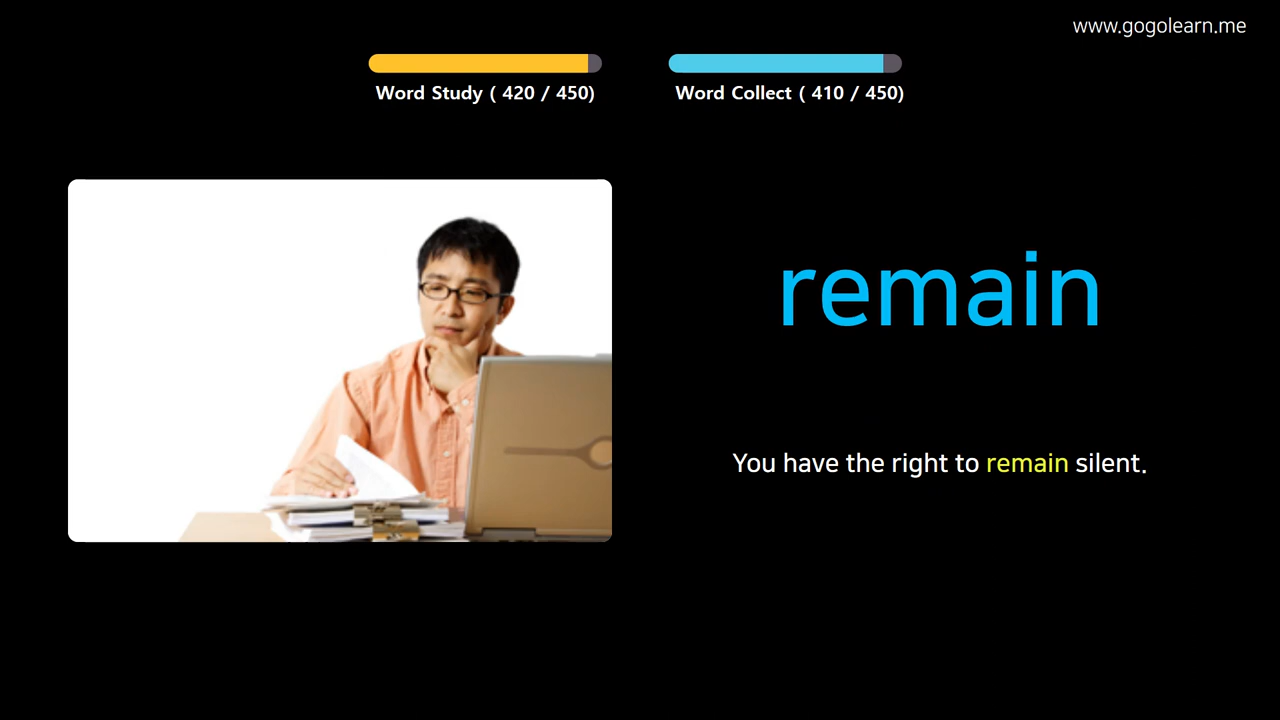 www.gogolearn.me
Word Study ( 420 / 450)
Word Collect ( 410 / 450)
remain
You have the right to remain silent.